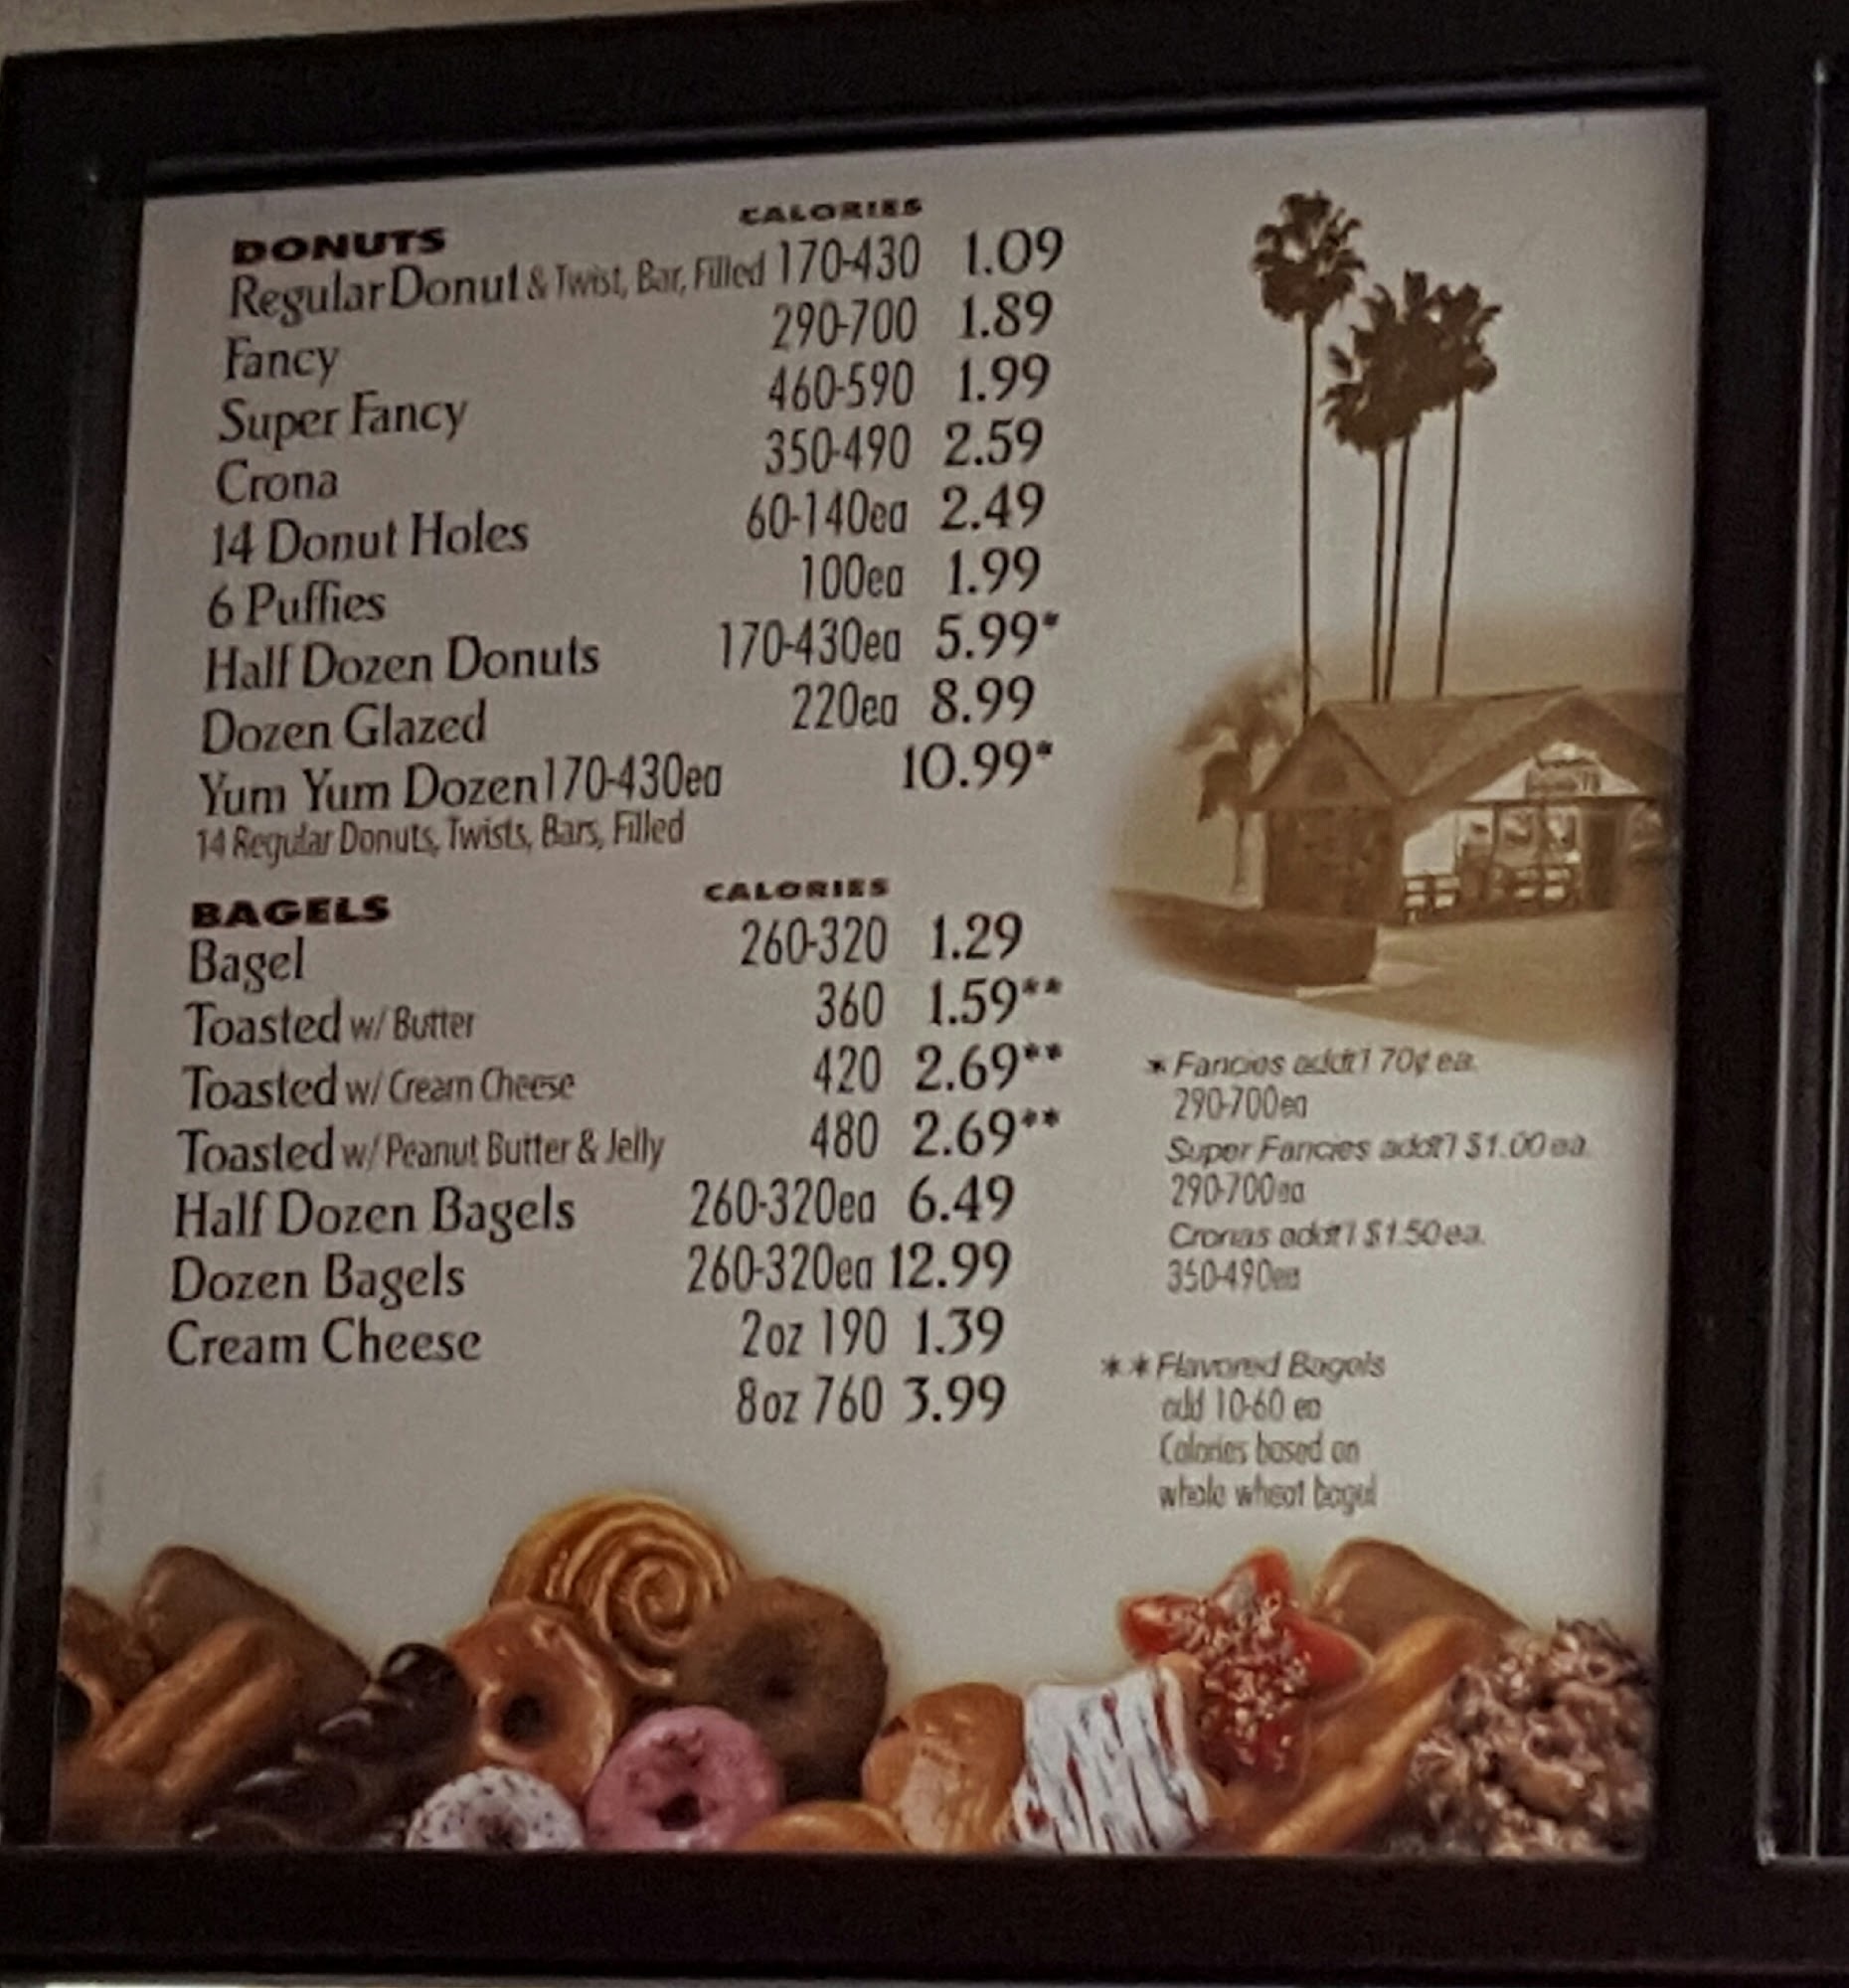 DONUTS CALORIES
Regular Donut & Twist, Bar, Filled 170-430 1.09
Fancy 290-700 1.89
Super Fancy 460-590 1.99
Crona 350-490 2.59
14 Donut Holes 60-140ea 2.49
6 Puffies 100ea 1.99
Half Dozen Donuts 170-430ea 5.99*
Dozen Glazed 220ea 8.99
Yum Yum Dozen 170-430ea 10.99*
14 Regular Donuts, Twists, Bars, Filled
BAGELS CALORIES
Bagel 260-320 1.29
Toasted w/ Butter 360 1.59**
Toasted w/ Cream Cheese 420 2.69**
Toasted w/ Peanut Butter & Jelly 480 2.69**
Half Dozen Bagels 260-320ea 6.49
Dozen Bagels 260-320ea 12.99
Cream Cheese 2oz 190 1.39
8oz 760 3.99
* Fancies addt'l 70¢ ea.
290-700ea
Super Fancies addt'l $1.00 ea.
290-700ea
Cronas addt'l $1.50 ea.
350-490ea
** Flavored Bagels
add 10-60 ea
Calories based on
whole wheat bagel